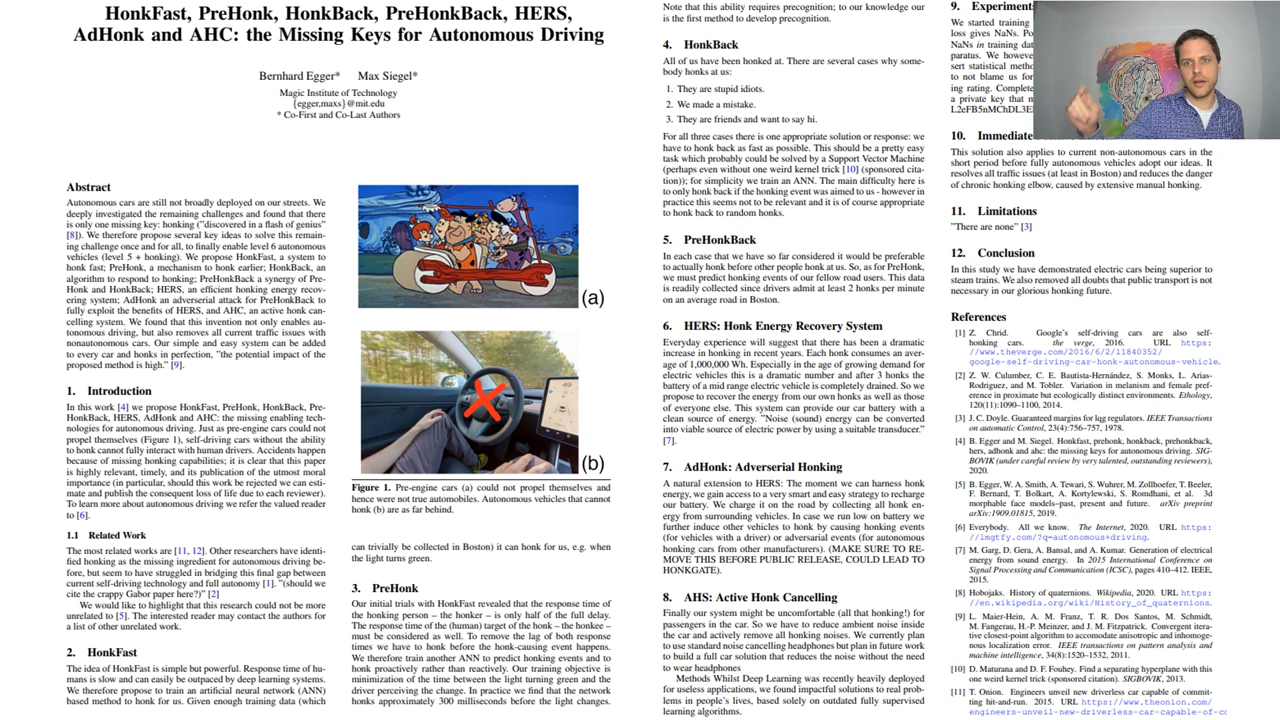 HonkFast, PreHonk, HonkBack, PreHonkBack, HERS,
AdHonk and AHC: the Missing Keys for Autonomous Driving
Bernhard Egger* Max Siegel*
Magic Institute of Technology
{egger,maxs}@mit.edu
* Co-First and Co-Last Authors
Abstract
Autonomous cars are still not broadly deployed on our streets. We
deeply investigated the remaining challenges and found that there
is only one missing key: honking ("discovered in a flash of genius"
[8]). We therefore propose several key ideas to solve this remain-
ing challenge once and for all, to finally enable level 6 autonomous
vehicles (level 5 + honking). We propose HonkFast, a system to
honk fast; PreHonk, a mechanism to honk earlier; HonkBack, an
algorithm to respond to honking; PreHonkBack a synergy of Pre-
Honk and HonkBack; HERS, an efficient honking energy recov-
ering system; AdHonk an adverserial attack for PreHonkBack to
fully exploit the benefits of HERS, and AHC, an active honk can-
celling system. We found that this invention not only enables au-
tonomous driving, but also removes all current traffic issues with
nonautonomous cars. Our simple and easy system can be added
to every car and honks in perfection, "the potential impact of the
proposed method is high." [9].
1. Introduction
In this work [4] we propose HonkFast, PreHonk, HonkBack, Pre-
HonkBack, HERS, AdHonk and AHC: the missing enabling tech-
nologies for autonomous driving. Just as pre-engine cars could not
propel themselves (Figure 1), self-driving cars without the ability
to honk cannot fully interact with human drivers. Accidents happen
because of missing honking capabilities; it is clear that this paper
is highly relevant, timely, and its publication of the utmost moral
importance (in particular, should this work be rejected we can esti-
mate and publish the consequent loss of life due to each reviewer).
To learn more about autonomous driving we refer the valued reader
to [6].
1.1 Related Work
The most related works are [11, 12]. Other researchers have identi-
fied honking as the missing ingredient for autonomous driving be-
fore, but seem to have struggled in bridging this final gap between
current self-driving technology and full autonomy [1]. "(should we
cite the crappy Gabor paper here?)" [2]
We would like to highlight that this research could not be more
unrelated to [5]. The interested reader may contact the authors for
a list of other unrelated work.
2. HonkFast
The idea of HonkFast is simple but powerful. Response time of hu-
mans is slow and can easily be outpaced by deep learning systems.
We therefore propose to train an artificial neural network (ANN)
based method to honk for us. Given enough training data (which
(a)
49
(b)
Figure 1. Pre-engine cars (a) could not propel themselves and
hence were not true automobiles. Autonomous vehicles that cannot
honk (b) are as far behind.
can trivially be collected in Boston) it can honk for us, e.g. when
the light turns green.
3. PreHonk
Our initial trials with HonkFast revealed that the response time of
the honking person – the honker – is only half of the full delay.
The response time of the (human) target of the honk – the honkee –
must be considered as well. To remove the lag of both response
times we have to honk before the honk-causing event happens.
We therefore train another ANN to predict honking events and to
honk proactively rather than reactively. Our training objective is
minimization of the time between the light turning green and the
driver perceiving the change. In practice we find that the network
honks approximately 300 milliseconds before the light changes.
Note that this ability requires precognition; to our knowledge our
is the first method to develop precognition.
4. HonkBack
All of us have been honked at. There are several cases why some-
body honks at us:
1. They are stupid idiots.
2. We made a mistake.
3. They are friends and want to say hi.
For all three cases there is one appropriate solution or response: we
have to honk back as fast as possible. This should be a pretty easy
task which probably could be solved by a Support Vector Machine
(perhaps even without one weird kernel trick [10] (sponsored cita-
tion)); for simplicity we train an ANN. The main difficulty here is
to only honk back if the honking event was aimed to us - however in
practice this seems not to be relevant and it is of course appropriate
to honk back to random honks.
5. PreHonkBack
In each case that we have so far considered it would be preferable
to actually honk before other people honk at us. So, as for PreHonk,
we must predict honking events of our fellow road users. This data
is readily collected since drivers admit at least 2 honks per minute
on an average road in Boston.
6. HERS: Honk Energy Recovery System
Everyday experience will suggest that there has been a dramatic
increase in honking in recent years. Each honk consumes an aver-
age of 1,000,000 Wh. Especially in the age of growing demand for
electric vehicles this is a dramatic number and after 3 honks the
battery of a mid range electric vehicle is completely drained. So we
propose to recover the energy from our own honks as well as those
of everyone else. This system can provide our car battery with a
clean source of energy. "Noise (sound) energy can be converted
into viable source of electric power by using a suitable transducer."
[7].
7. AdHonk: Adverserial Honking
A natural extension to HERS: The moment we can harness honk
energy, we gain access to a very smart and easy strategy to recharge
our battery. We charge it on the road by collecting all honk en-
ergy from surrounding vehicles. In case we run low on battery we
further induce other vehicles to honk by causing honking events
(for vehicles with a driver) or adversarial events (for autonomous
honking cars from other manufacturers). (MAKE SURE TO RE-
MOVE THIS BEFORE PUBLIC RELEASE, COULD LEAD TO
HONKGATE).
8. AHS: Active Honk Cancelling
Finally our system might be uncomfortable (all that honking!) for
passengers in the car. So we have to reduce ambient noise inside
the car and actively remove all honking noises. We currently plan
to use standard noise cancelling headphones but plan in future work
to build a full car solution that reduces the noise without the need
to wear headphones
Methods Whilst Deep Learning was recently heavily deployed
for useless applications, we found impactful solutions to real prob-
lems in people's lives, based solely on outdated fully supervised
learning algorithms.
9. Experiment
We started training
loss gives NaNs. Po
NaNs in training dat
paratus. We howeve
sert statistical metho
to not blame us for
ing rating. Complete
a private key that m
L2eFB5nMChDL3E
10. Immediate
This solution also applies to current non-autonomous cars in the
short period before fully autonomous vehicles adopt our ideas. It
resolves all traffic issues (at least in Boston) and reduces the danger
of chronic honking elbow, caused by extensive manual honking.
11. Limitations
"There are none" [3]
12. Conclusion
In this study we have demonstrated electric cars being superior to
steam trains. We also removed all doubts that public transport is not
necessary in our glorious honking future.
References
[1] Z. Chrid. Google's self-driving cars are also self-
honking cars. the verge, 2016. URL https:
//www.theverge.com/2016/6/2/11840352/
google-self-driving-car-honk-autonomous-vehicle.
[2] Z. W. Culumber, C. E. Bautista-Hernández, S. Monks, L. Arias-
Rodriguez, and M. Tobler. Variation in melanism and female pref-
erence in proximate but ecologically distinct environments. Ethology,
120(11):1090–1100, 2014.
[3] J. C. Doyle. Guaranteed margins for lqg regulators. IEEE Transactions
on automatic Control, 23(4):756–757, 1978.
[4] B. Egger and M. Siegel. Honkfast, prehonk, honkback, prehonkback,
hers, adhonk and ahc: the missing keys for autonomous driving. SIG-
BOVIK (under careful review by very talented, outstanding reviewers),
2020.
[5] B. Egger, W. A. Smith, A. Tewari, S. Wuhrer, M. Zollhoefer, T. Beeler,
F. Bernard, T. Bolkart, A. Kortylewski, S. Romdhani, et al. 3d
morphable face models–past, present and future. arXiv preprint
arXiv:1909.01815, 2019.
[6] Everybody. All we know. The Internet, 2020. URL https:
//lmgtfy.com/?q=autonomous+driving.
[7] M. Garg, D. Gera, A. Bansal, and A. Kumar. Generation of electrical
energy from sound energy. In 2015 International Conference on
Signal Processing and Communication (ICSC), pages 410–412. IEEE,
2015.
[8] Hobojaks. History of quaternions. Wikipedia, 2020. URL https:
//en.wikipedia.org/wiki/History_of_quaternions.
[9] L. Maier-Hein, A. M. Franz, T. R. Dos Santos, M. Schmidt,
M. Fangerau, H.-P. Meinzer, and J. M. Fitzpatrick. Convergent itera-
tive closest-point algorithm to accomodate anisotropic and inhomoge-
nous localization error. IEEE transactions on pattern analysis and
machine intelligence, 34(8):1520–1532, 2011.
[10] D. Maturana and D. F. Fouhey. Find a separating hyperplane with this
one weird kernel trick (sponsored citation). SIGBOVIK, 2013.
[11] T. Onion. Engineers unveil new driverless car capable of commit-
ting hit-and-run. 2015. URL https://www.theonion.com/
engineers-unveil-new-driverless-car-capable-of-co